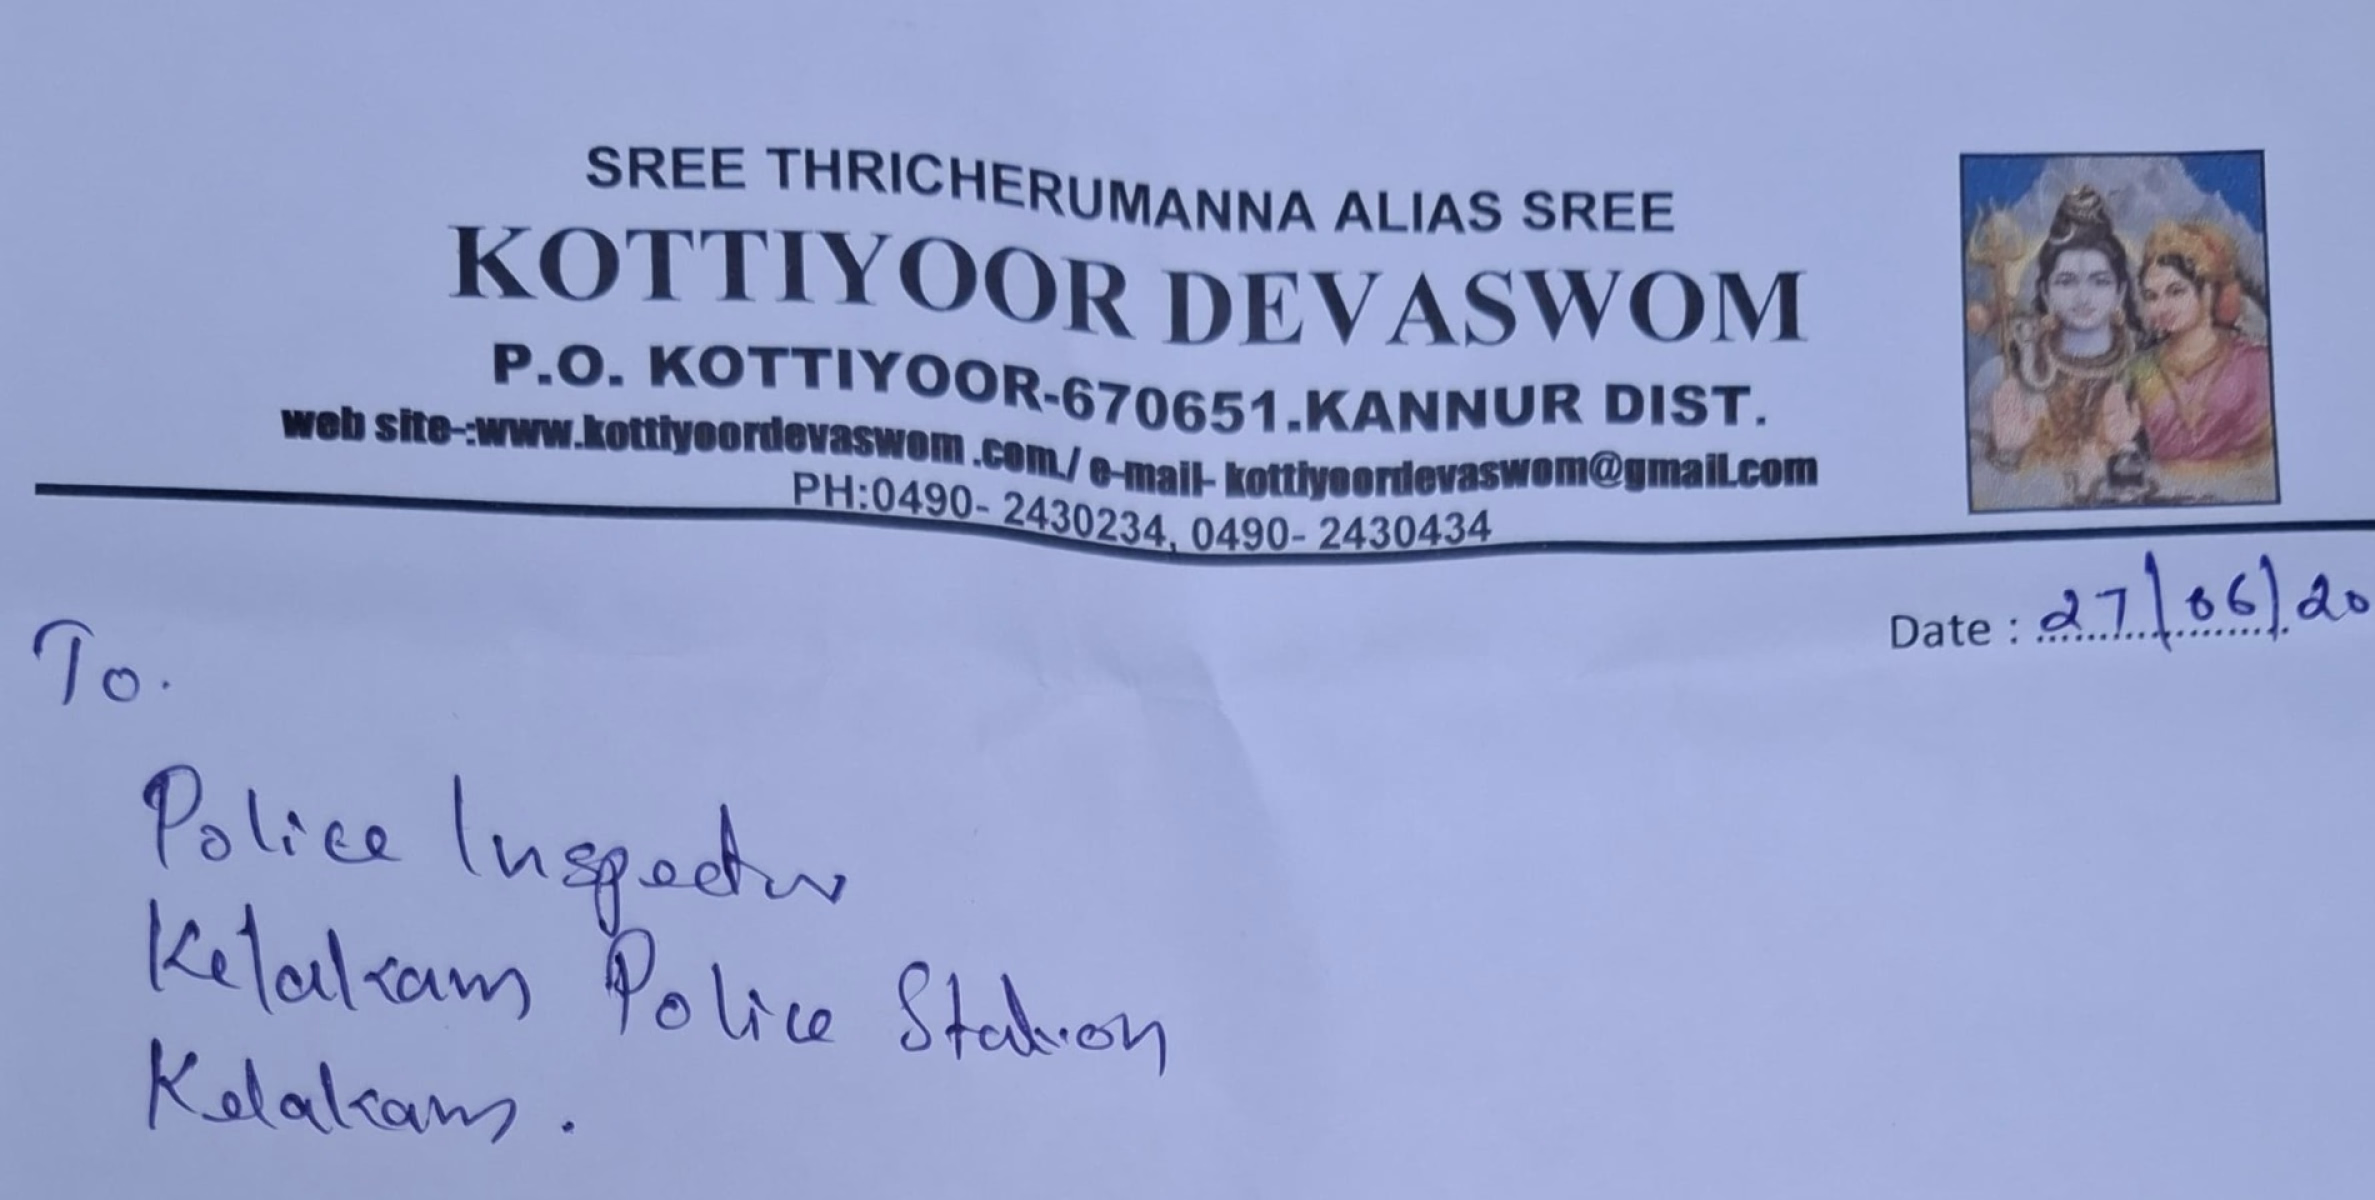 SREE THRICHERUMANNA ALIAS SREE
KOTTIYOOR DEVASWOM
P.O. KOTTIYOOR-670651.KANNUR DIST.
web site-:www.kottiyoordevaswom .com./ e-mail- kottiyoordevaswom@gmail.com
PH:0490- 2430234, 0490- 2430434
Date : 27/06/20
To.
Police Inspector
Kelakam Police Station
Kelakam.